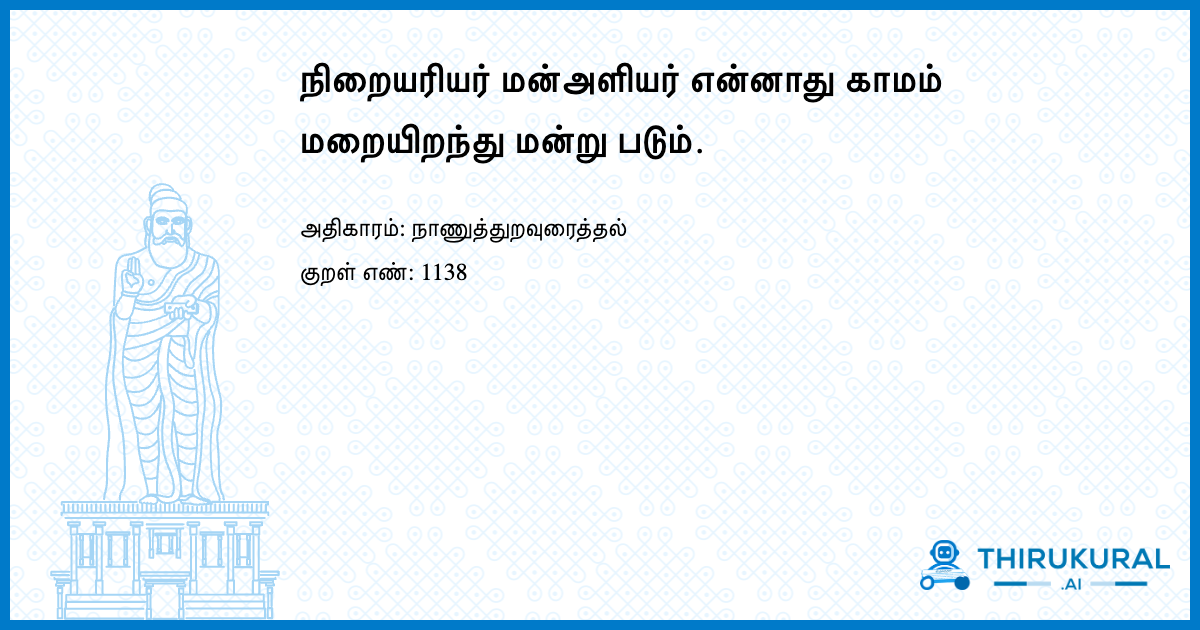 நிறையரியர் மன்அளியர் என்னாது காமம்
மறையிறந்து மன்று படும்.
அதிகாரம்: நாணுத்துறவுரைத்தல்
குறள் எண்: 1138
THIRUKURAL
.AI